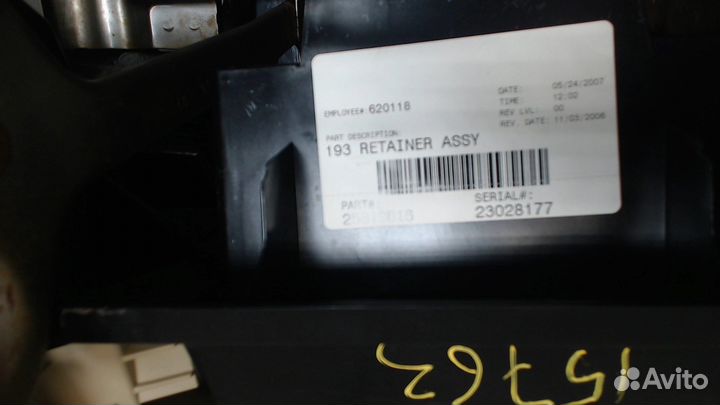 EMPLOYEE#: 620118
DATE: 05/24/2007
TIME: 12:02
REV LVL: 00
REV. DATE: 11/03/2006
PART DESCRIPTION:
193 RETAINER ASSY
PART#:
SERIAL#:
23028177
15762
Avito